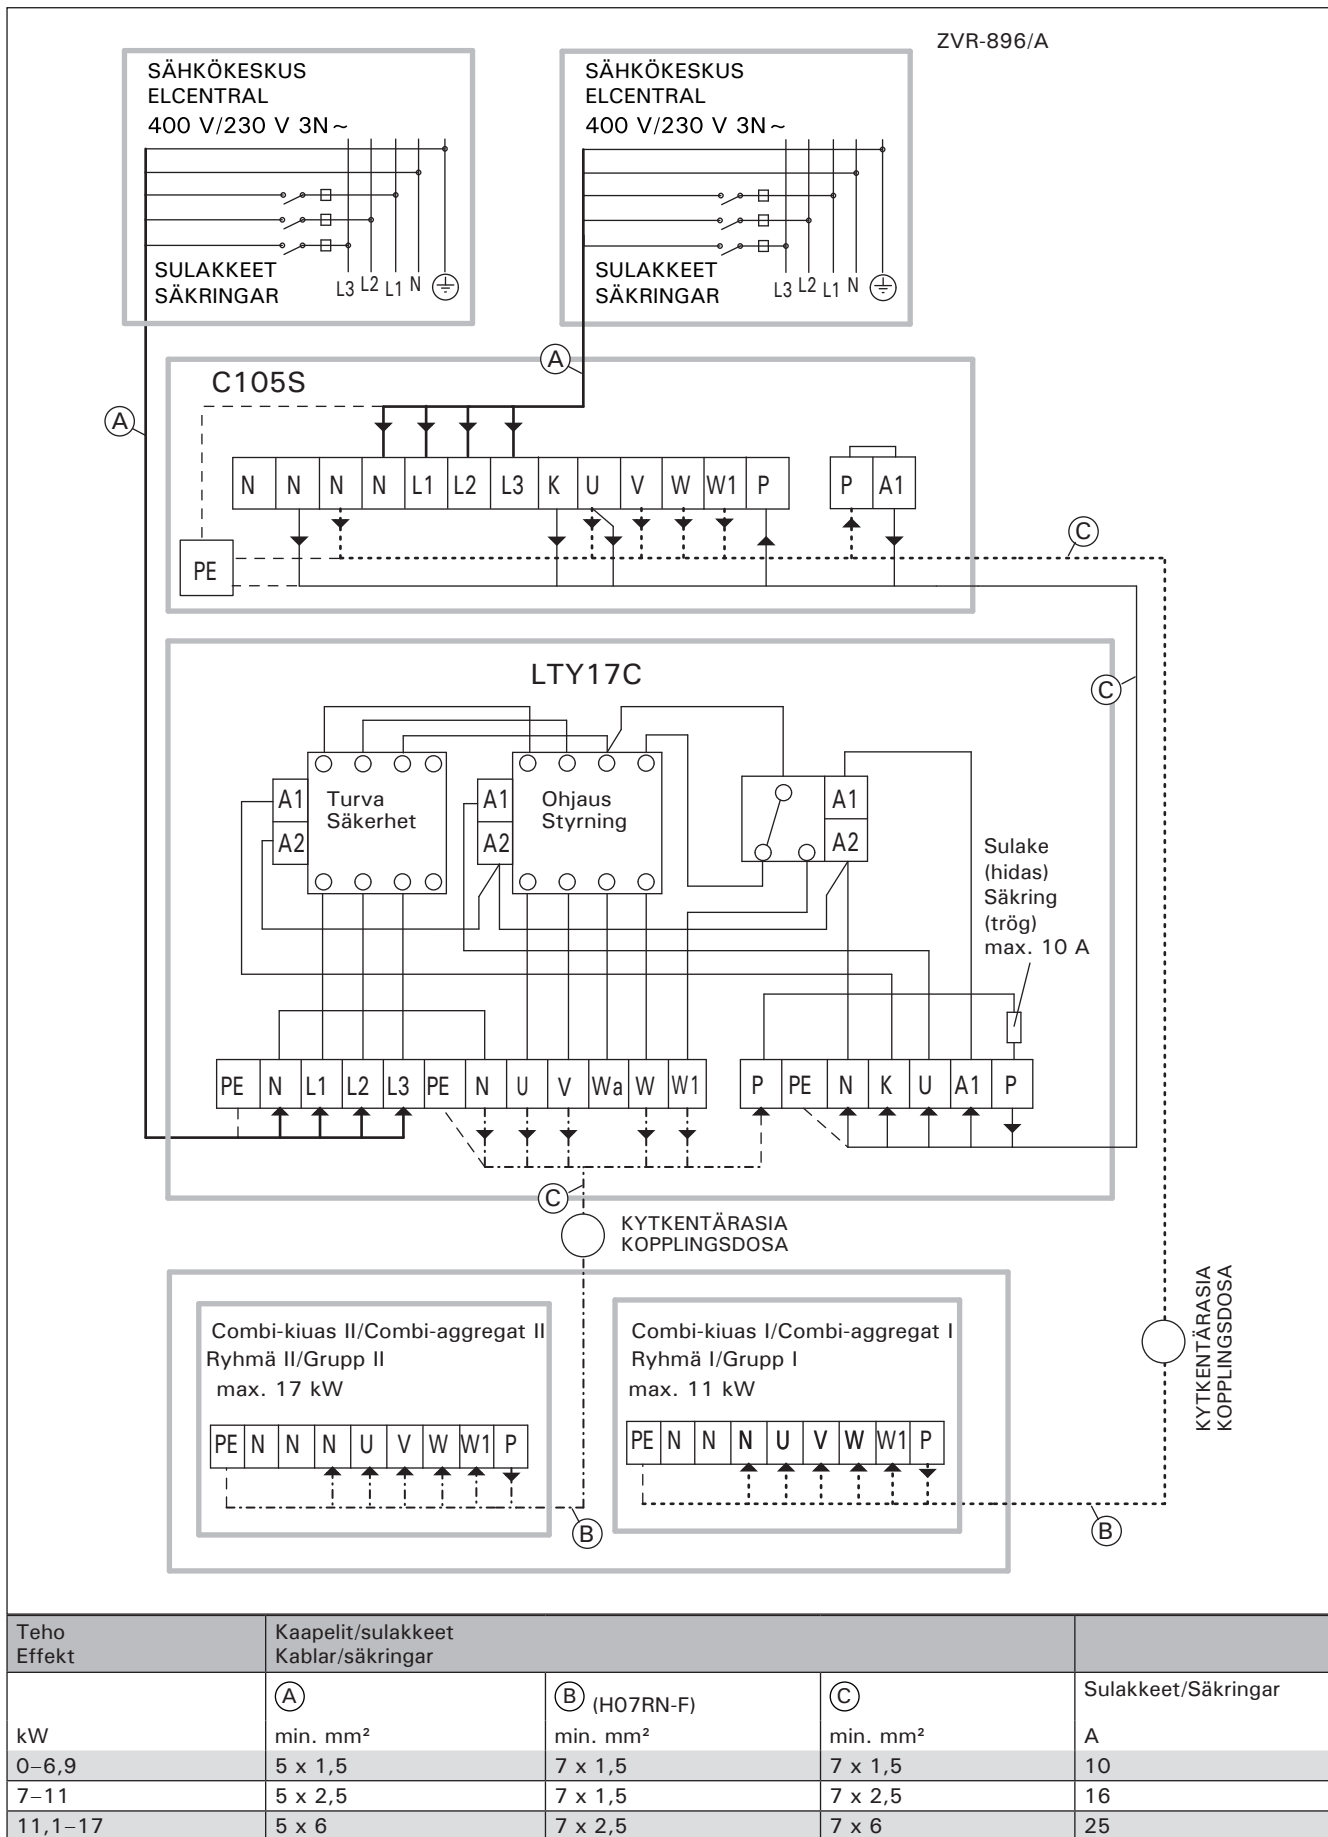 ZVR-896/A
SÄHKÖKESKUS
ELCENTRAL
400 V/230 V 3N~
SULAKKEET
SÄKRINGAR
L3 L2 L1 N
SÄHKÖKESKUS
ELCENTRAL
400 V/230 V 3N~
SULAKKEET
SÄKRINGAR
L3 L2 L1 N
A
A
C105S
N N N N L1 L2 L3 K U V W W1 P
P A1
PE
C
LTY17C
C
A1
A2
Turva
Säkerhet
A1
A2
Ohjaus
Styrning
A1
A2
Sulake
(hidas)
Säkring
(trög)
max. 10 A
PE N L1 L2 L3 PE N U V Wa W W1
P PE N K U A1 P
C
KYTKENTÄRASIA
KOPPLINGSDOSA
KYTKENTÄRASIA
KOPPLINGSDOSA
Combi-kiuas II/Combi-aggregat II
Ryhmä II/Grupp II
max. 17 kW
PE N N N U V W W1 P
B
Combi-kiuas I/Combi-aggregat I
Ryhmä I/Grupp I
max. 11 kW
PE N N N U V W W1 P
B
Teho Kaapelit/sulakkeet
Effekt Kablar/säkringar
A B (H07RN-F) C Sulakkeet/Säkringar
kW min. mm² min. mm² min. mm² A
0–6,9 5 x 1,5 7 x 1,5 7 x 1,5 10
7–11 5 x 2,5 7 x 1,5 7 x 2,5 16
11,1–17 5 x 6 7 x 2,5 7 x 6 25